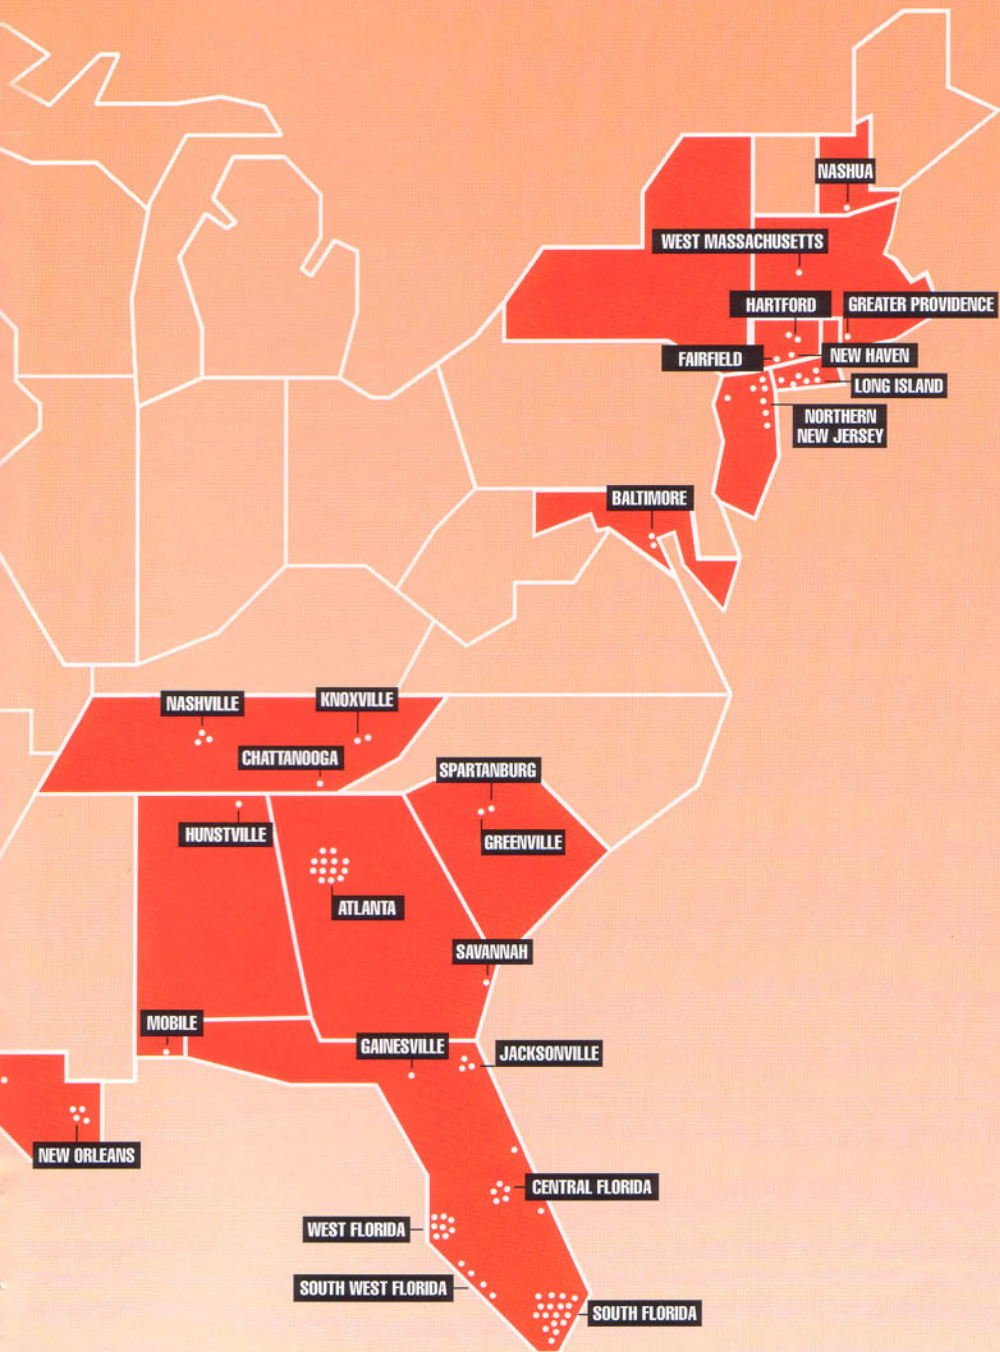 NASHUA
WEST MASSACHUSETTS
HARTFORD
GREATER PROVIDENCE
FAIRFIELD
NEW HAVEN
LONG ISLAND
NORTHERN
NEW JERSEY
BALTIMORE
NASHVILLE
KNOXVILLE
CHATTANOOGA
SPARTANBURG
HUNSTVILLE
GREENVILLE
ATLANTA
SAVANNAH
MOBILE
GAINESVILLE
JACKSONVILLE
NEW ORLEANS
CENTRAL FLORIDA
WEST FLORIDA
SOUTH WEST FLORIDA
SOUTH FLORIDA